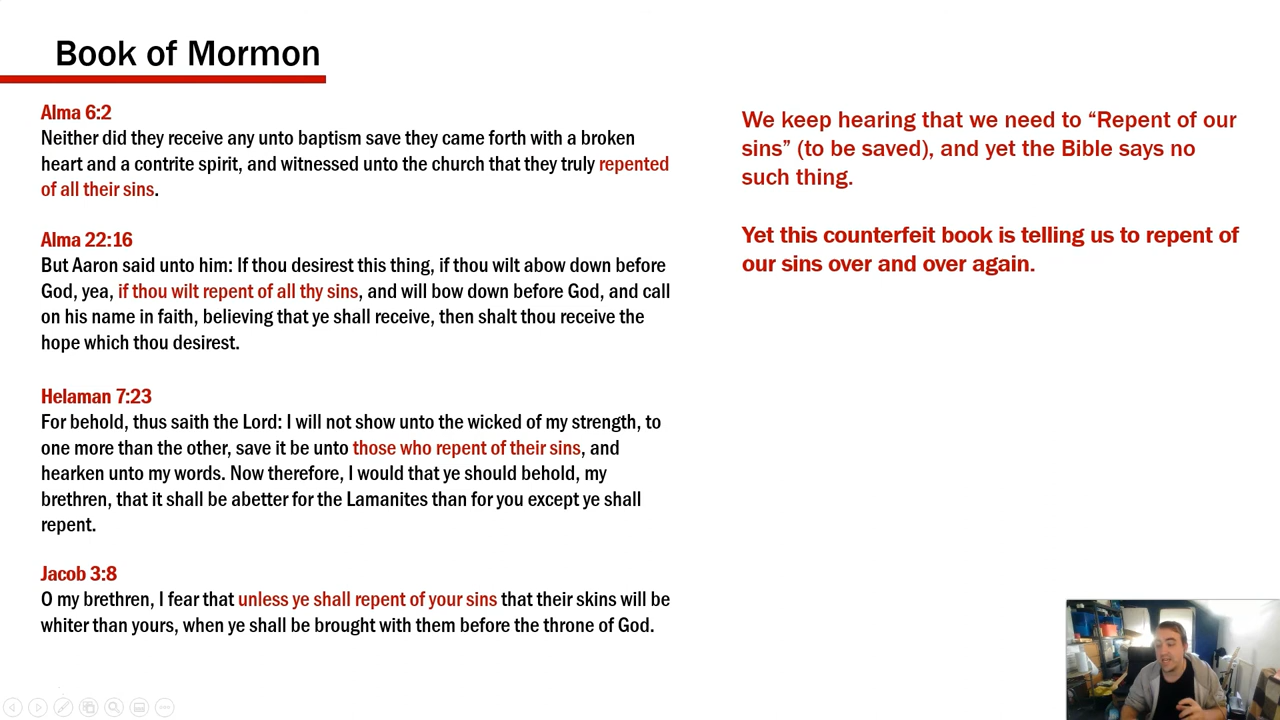 Book of Mormon
Alma 6:2
Neither did they receive any unto baptism save they came forth with a broken
heart and a contrite spirit, and witnessed unto the church that they truly repented
of all their sins.
Alma 22:16
But Aaron said unto him: If thou desirest this thing, if thou wilt abow down before
God, yea, if thou wilt repent of all thy sins, and will bow down before God, and call
on his name in faith, believing that ye shall receive, then shalt thou receive the
hope which thou desirest.
Helaman 7:23
For behold, thus saith the Lord: I will not show unto the wicked of my strength, to
one more than the other, save it be unto those who repent of their sins, and
hearken unto my words. Now therefore, I would that ye should behold, my
brethren, that it shall be abetter for the Lamanites than for you except ye shall
repent.
Jacob 3:8
O my brethren, I fear that unless ye shall repent of your sins that their skins will be
whiter than yours, when ye shall be brought with them before the throne of God.
We keep hearing that we need to “Repent of our
sins” (to be saved), and yet the Bible says no
such thing.
Yet this counterfeit book is telling us to repent of
our sins over and over again.